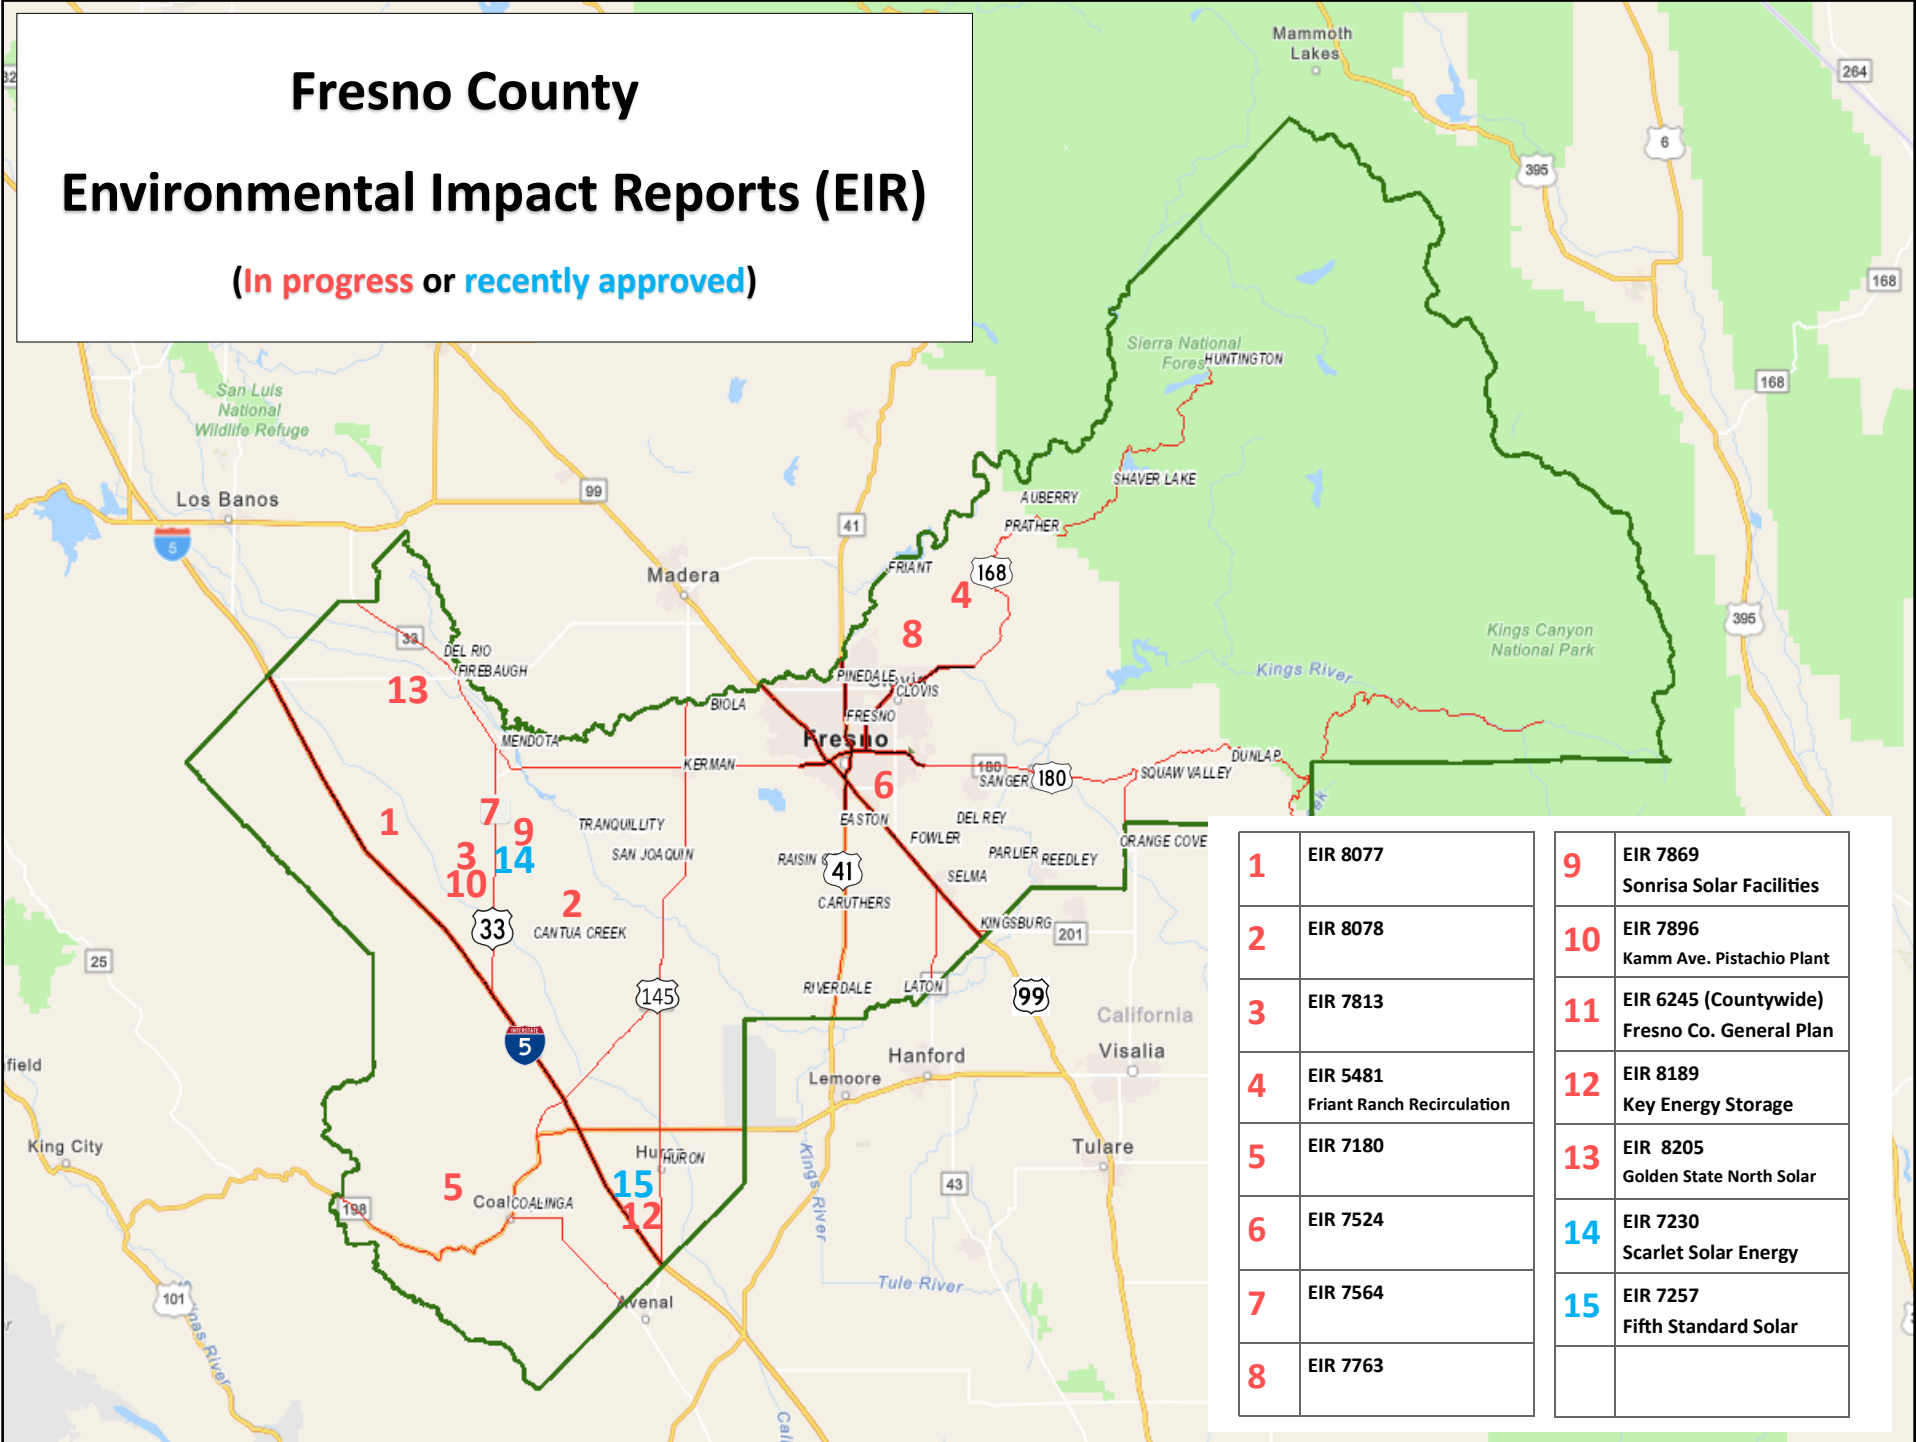 Fresno County
Environmental Impact Reports (EIR)
(In progress or recently approved)
Mammoth
Lakes
264
6
395
168
168
395
Sierra National
Forest
HUNTINGTON
San Luis
National
Wildlife Refuge
Los Banos
99
5
41
AUBERRY
SHAVER LAKE
PRATHER
FRIANT
168
4
Madera
8
33
DEL RIO
FIREBAUGH
13
Kings Canyon
National Park
Kings River
PINEDALE
Clovis
CLOVIS
BIOLA
FRESNO
Fresno
MENDOTA
KERMAN
180
SANGER
180
DUNLAP
SQUAW VALLEY
6
7
1
9
TRANQUILLITY
EASTON
DEL REY
FOWLER
ORANGE COVE
3
14
SAN JOAQUIN
RAISIN
41
PARLIER
REEDLEY
10
SELMA
2
CARUTHERS
33
CANTUA CREEK
KINGSBURG
201
25
145
RIVERDALE
LATON
99
California
5
Hanford
Visalia
Lemoore
King City
Tulare
HURON
15
5
COALINGA
12
198
43
Kings River
Tule River
101
Avenal
1
EIR 8077
2
EIR 8078
3
EIR 7813
4
EIR 5481
Friant Ranch Recirculation
5
EIR 7180
6
EIR 7524
7
EIR 7564
8
EIR 7763
9
EIR 7869
Sonrisa Solar Facilities
10
EIR 7896
Kamm Ave. Pistachio Plant
11
EIR 6245 (Countywide)
Fresno Co. General Plan
12
EIR 8189
Key Energy Storage
13
EIR 8205
Golden State North Solar
14
EIR 7230
Scarlet Solar Energy
15
EIR 7257
Fifth Standard Solar